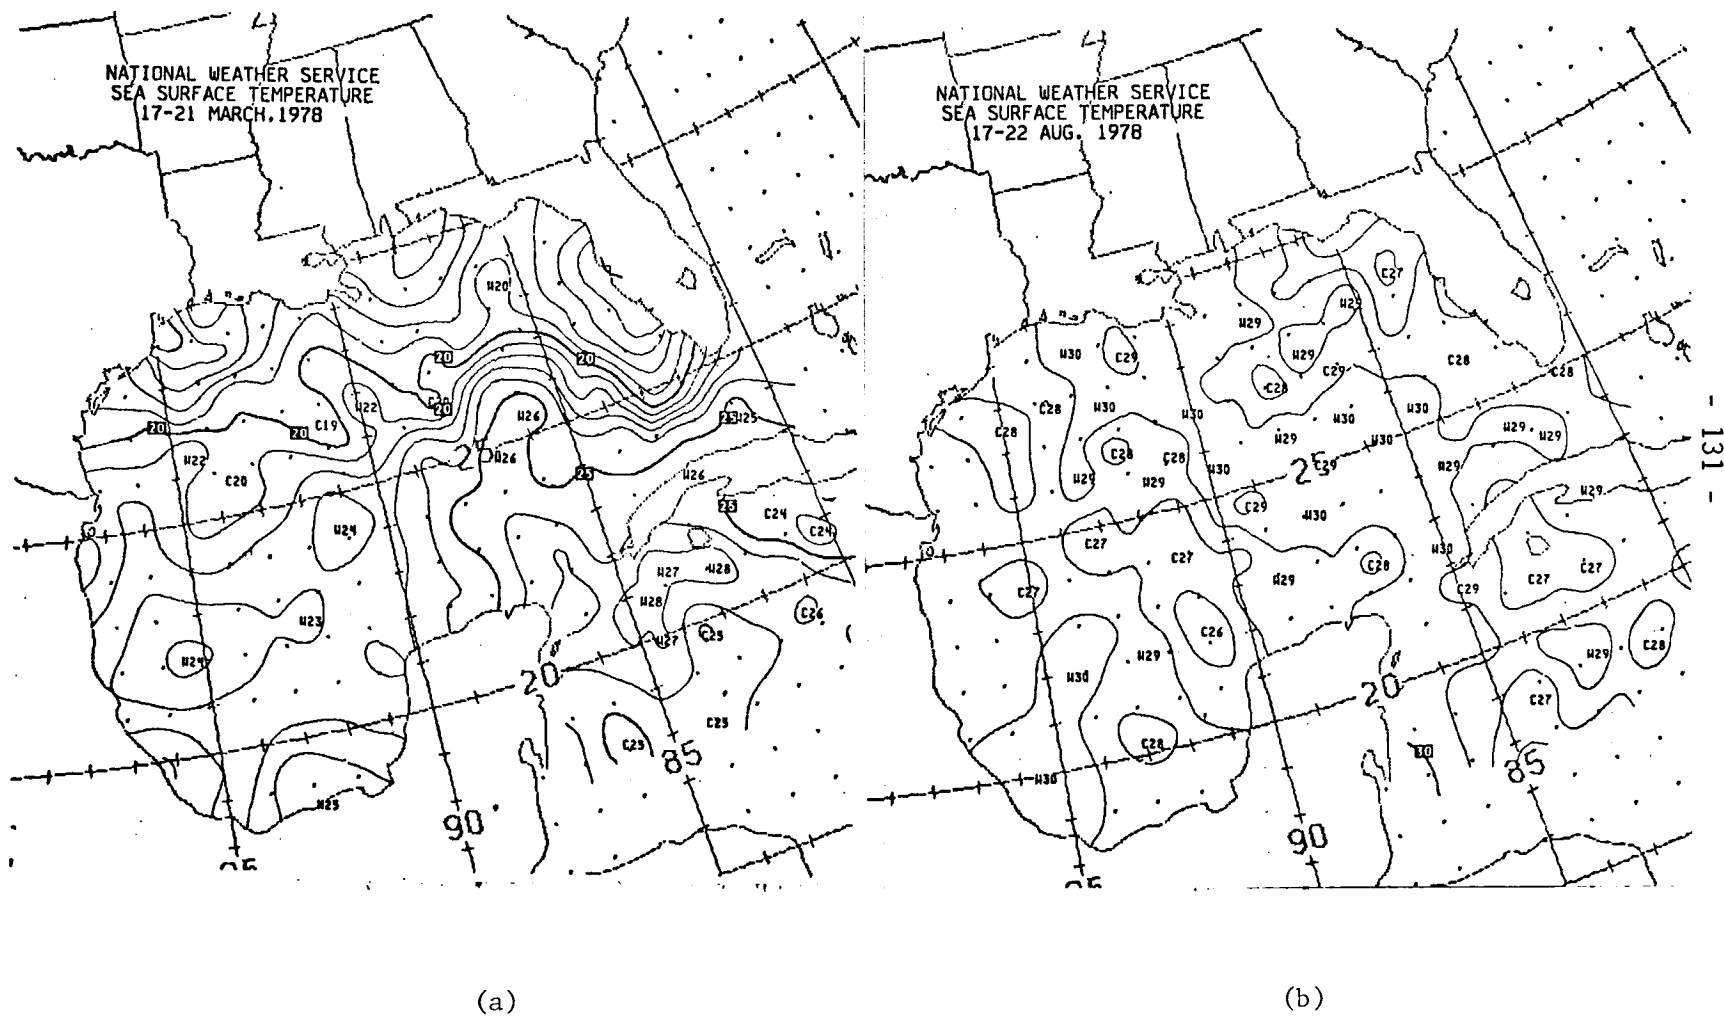 NATIONAL WEATHER SERVICE
SEA SURFACE TEMPERATURE
17-21 MARCH.1978
W20
20
20
W22
20
20
20
C19
W26
25
W25
W22
C20
W26
25
W26
W24
25
C24
C24
W27
W28
W28
C26
W23
W27
C25
W24
20
C25
C25
85
W25
90
NATIONAL WEATHER SERVICE
SEA SURFACE TEMPERATURE
17-22 AUG. 1978
C27
W29
W29
W30
C29
W29
C28
C29
C28
C28
C28
W30
W30
W30
W30
C28
W29
W30
W29
W29
C28
C28
W30
25
C29
W29
W29
W29
W29
C29
W30
C27
C27
W30
C28
W29
C27
C27
C27
C29
C26
W29
W29
C28
W30
20
C27
C28
30
W30
85
90
- 131 -
(a)
(b)